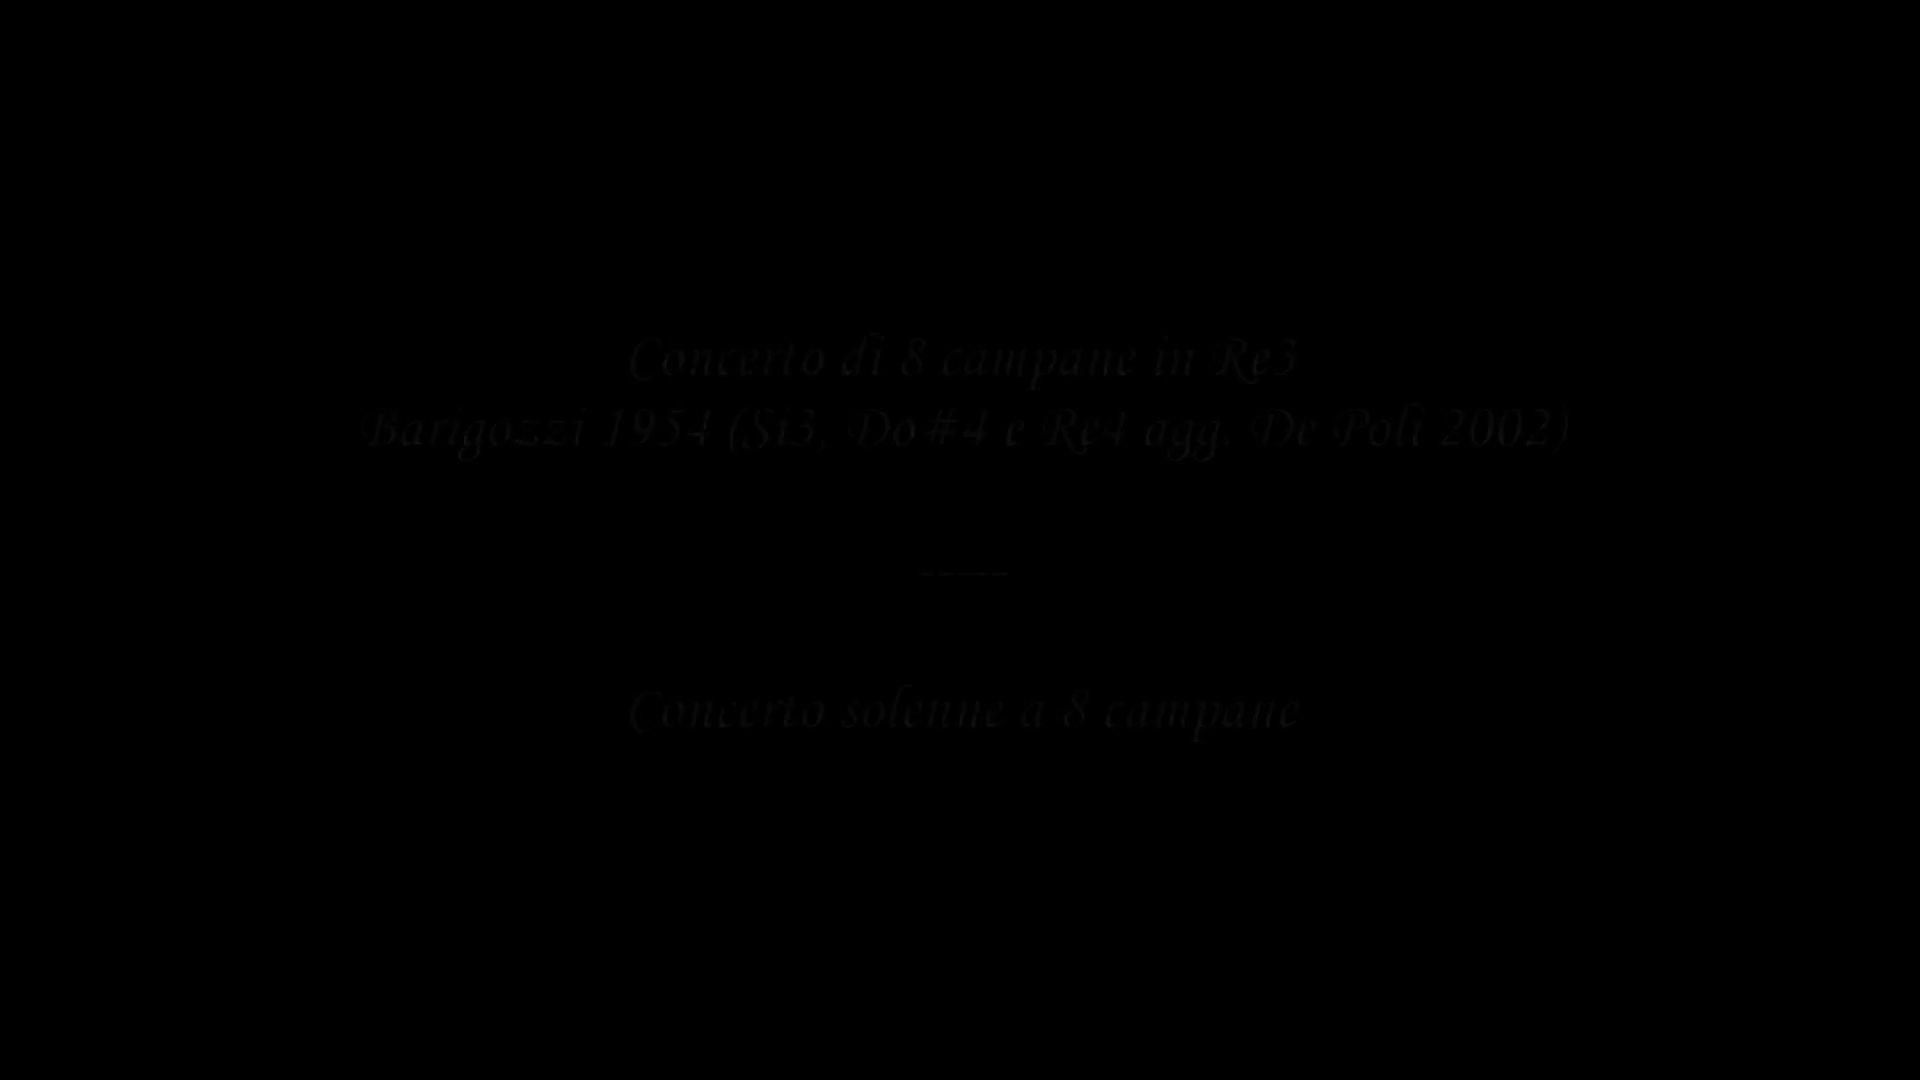 Concerto di 8 campane in Re3
Barigozzi 1954 (Si3, Do#4 e Re4 agg. De Poli 2002)
-----
Concerto solenne a 8 campane